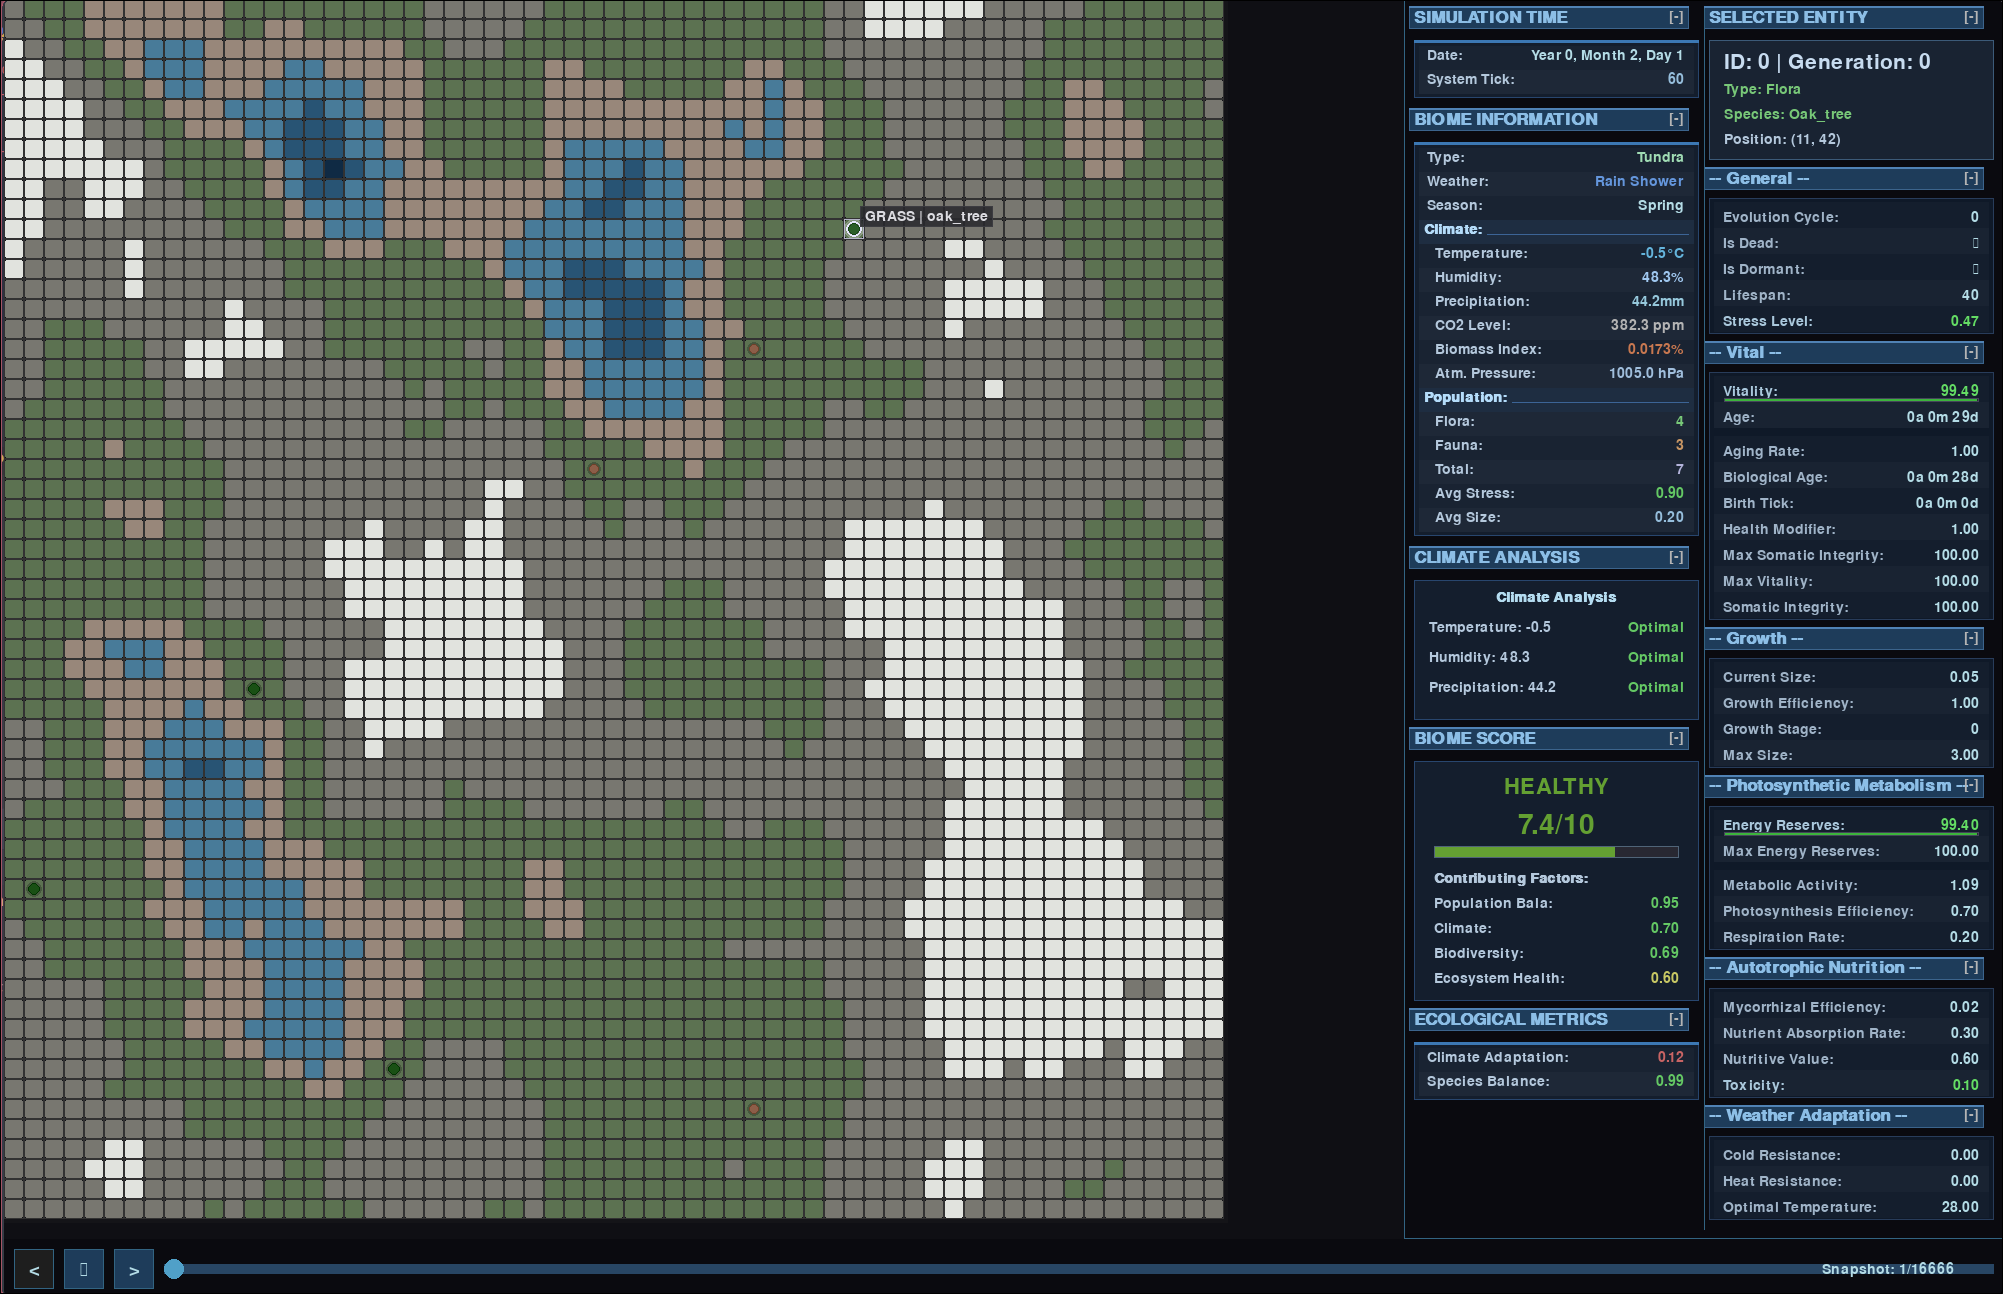 GRASS | oak_tree
SIMULATION TIME [-]
Date: Year 0, Month 2, Day 1
System Tick: 60
BIOME INFORMATION [-]
Type: Tundra
Weather: Rain Shower
Season: Spring
Climate:
Temperature: -0.5°C
Humidity: 48.3%
Precipitation: 44.2mm
CO2 Level: 382.3 ppm
Biomass Index: 0.0173%
Atm. Pressure: 1005.0 hPa
Population:
Flora: 4
Fauna: 3
Total: 7
Avg Stress: 0.90
Avg Size: 0.20
CLIMATE ANALYSIS [-]
Climate Analysis
Temperature: -0.5 Optimal
Humidity: 48.3 Optimal
Precipitation: 44.2 Optimal
BIOME SCORE [-]
HEALTHY
7.4/10
Contributing Factors:
Population Bala: 0.95
Climate: 0.70
Biodiversity: 0.69
Ecosystem Health: 0.60
ECOLOGICAL METRICS [-]
Climate Adaptation: 0.12
Species Balance: 0.99
SELECTED ENTITY [-]
ID: 0 | Generation: 0
Type: Flora
Species: Oak_tree
Position: (11, 42)
-- General -- [-]
Evolution Cycle: 0
Is Dead:
Is Dormant:
Lifespan: 40
Stress Level: 0.47
-- Vital -- [-]
Vitality: 99.49
Age: 0a 0m 29d
Aging Rate: 1.00
Biological Age: 0a 0m 28d
Birth Tick: 0a 0m 0d
Health Modifier: 1.00
Max Somatic Integrity: 100.00
Max Vitality: 100.00
Somatic Integrity: 100.00
-- Growth -- [-]
Current Size: 0.05
Growth Efficiency: 1.00
Growth Stage: 0
Max Size: 3.00
-- Photosynthetic Metabolism -- [-]
Energy Reserves: 99.40
Max Energy Reserves: 100.00
Metabolic Activity: 1.09
Photosynthesis Efficiency: 0.70
Respiration Rate: 0.20
-- Autotrophic Nutrition -- [-]
Mycorrhizal Efficiency: 0.02
Nutrient Absorption Rate: 0.30
Nutritive Value: 0.60
Toxicity: 0.10
-- Weather Adaptation -- [-]
Cold Resistance: 0.00
Heat Resistance: 0.00
Optimal Temperature: 28.00
< >
Snapshot: 1/16666